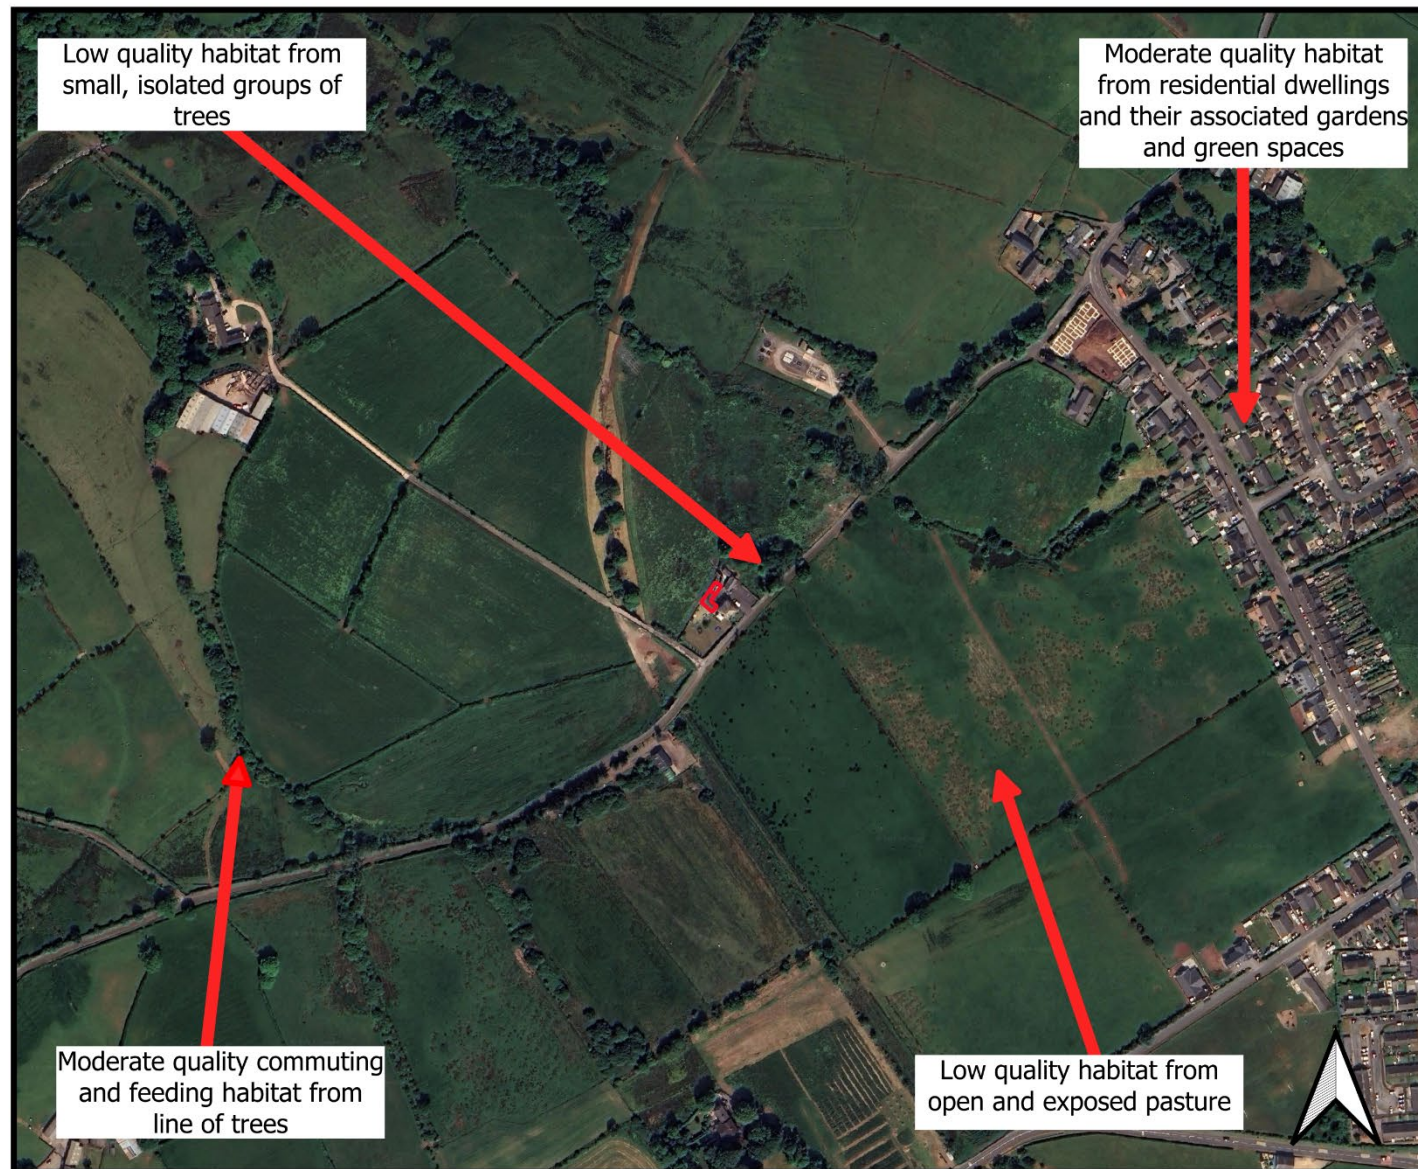 Low quality habitat from
small, isolated groups of
trees
Moderate quality habitat
from residential dwellings
and their associated gardens
and green spaces
Moderate quality commuting
and feeding habitat from
line of trees
Low quality habitat from
open and exposed pasture